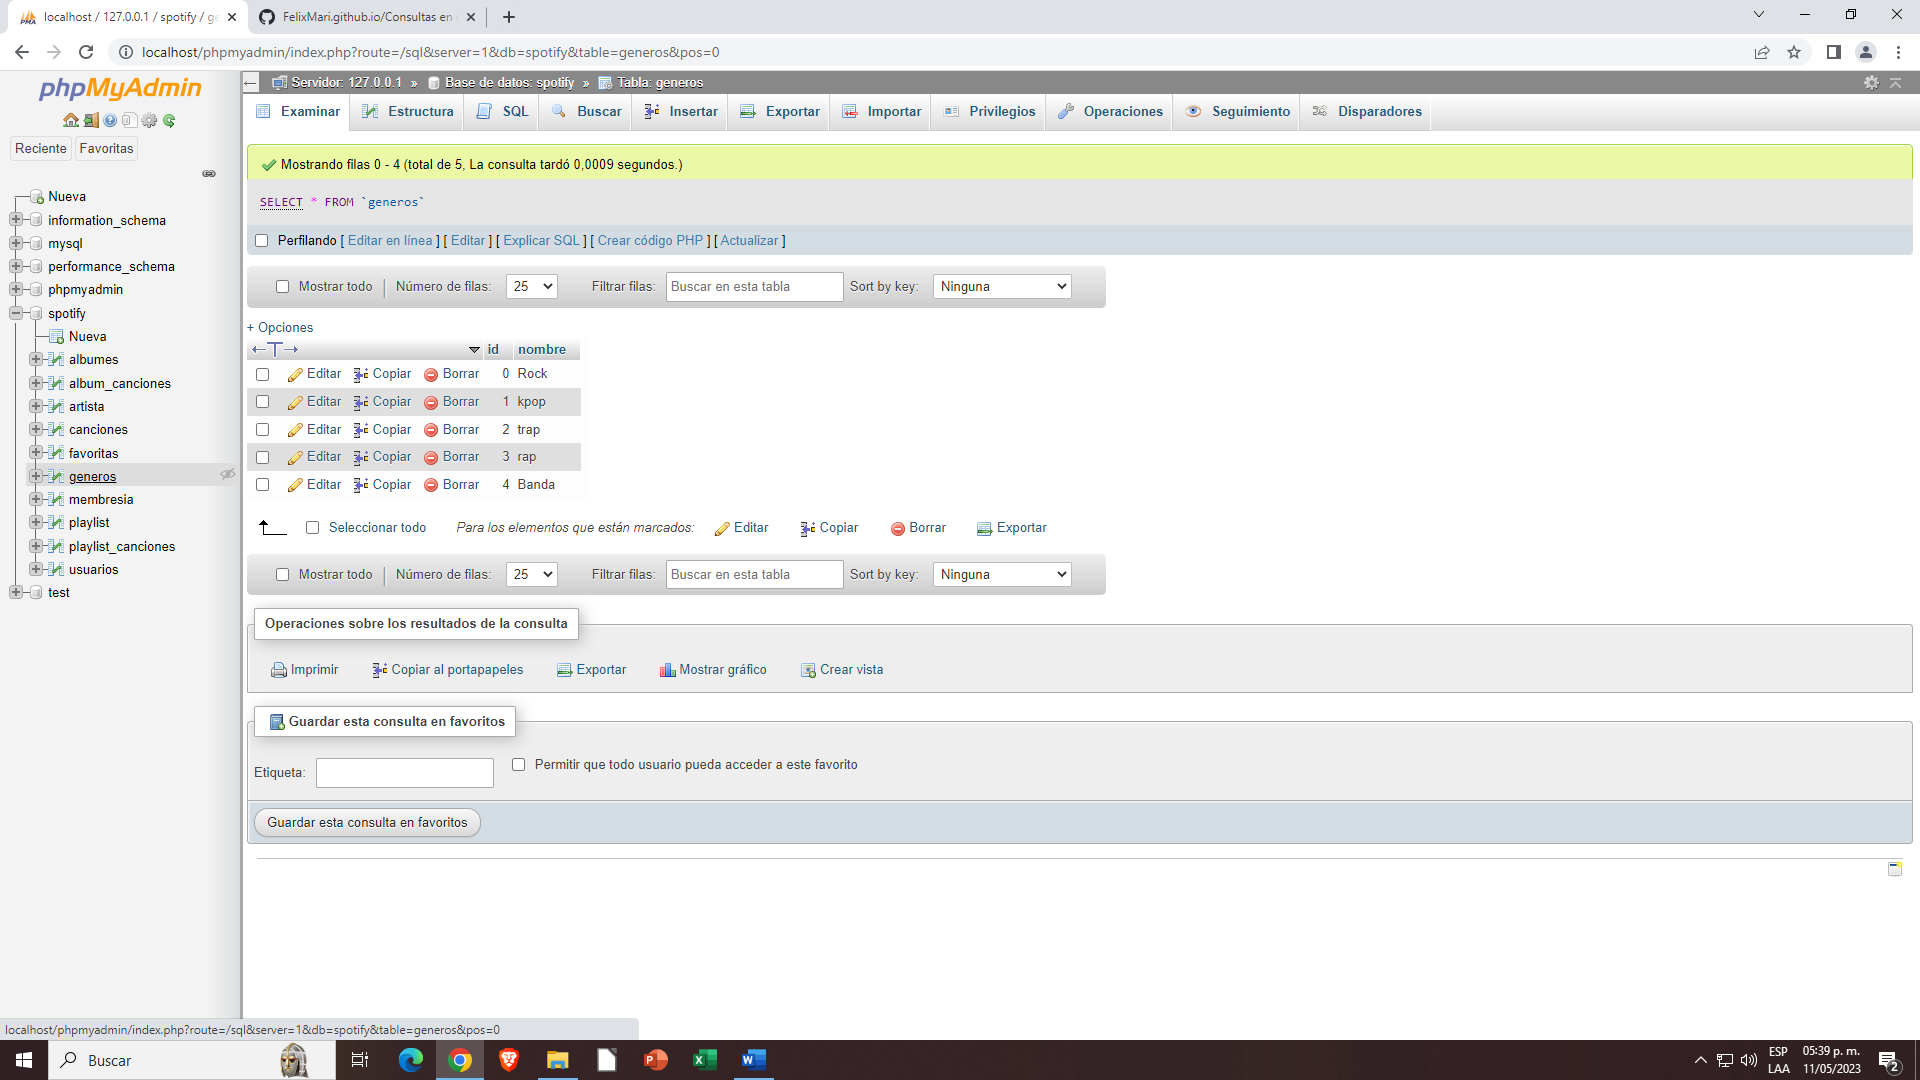 localhost / 127.0.0.1 / spotify / ge
FelixMari.github.io/Consultas en
localhost/phpmyadmin/index.php?route=/sql&server=1&db=spotify&table=generos&pos=0
phpMyAdmin
Reciente Favoritas
Nueva
information_schema
mysql
performance_schema
phpmyadmin
spotify
Nueva
albumes
album_canciones
artista
canciones
favoritas
generos
membresia
playlist
playlist_canciones
usuarios
test
Servidor: 127.0.0.1 » Base de datos: spotify » Tabla: generos
Examinar Estructura SQL Buscar Insertar Exportar Importar Privilegios Operaciones Seguimiento Disparadores
Mostrando filas 0 - 4 (total de 5, La consulta tardó 0,0009 segundos.)
SELECT * FROM `generos`
Perfilando [ Editar en línea ] [ Editar ] [ Explicar SQL ] [ Crear código PHP ] [ Actualizar ]
Mostrar todo Número de filas: 25 Filtrar filas: Buscar en esta tabla Sort by key: Ninguna
+ Opciones
id nombre
Editar Copiar Borrar 0 Rock
Editar Copiar Borrar 1 kpop
Editar Copiar Borrar 2 trap
Editar Copiar Borrar 3 rap
Editar Copiar Borrar 4 Banda
Seleccionar todo Para los elementos que están marcados: Editar Copiar Borrar Exportar
Mostrar todo Número de filas: 25 Filtrar filas: Buscar en esta tabla Sort by key: Ninguna
Operaciones sobre los resultados de la consulta
Imprimir Copiar al portapapeles Exportar Mostrar gráfico Crear vista
Guardar esta consulta en favoritos
Etiqueta: Permitir que todo usuario pueda acceder a este favorito
Guardar esta consulta en favoritos
localhost/phpmyadmin/index.php?route=/sql&server=1&db=spotify&table=generos&pos=0
Buscar
ESP
LAA
05:39 p. m.
11/05/2023
2